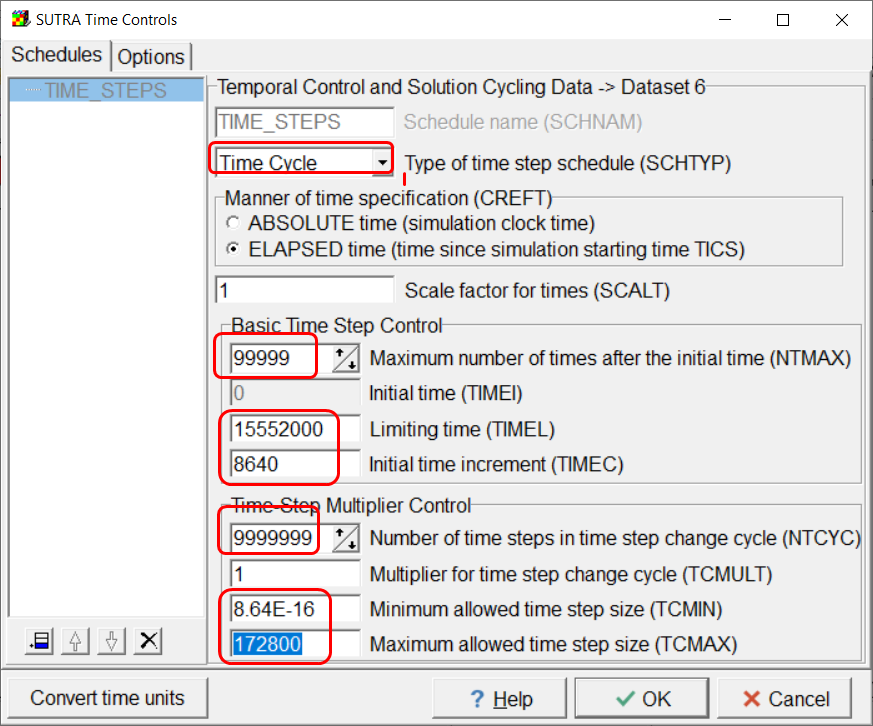 SUTRA Time Controls
Schedules Options
TIME_STEPS
Temporal Control and Solution Cycling Data -> Dataset 6
TIME_STEPS Schedule name (SCHNAM)
Time Cycle Type of time step schedule (SCHTYP)
Manner of time specification (CREFT)
ABSOLUTE time (simulation clock time)
ELAPSED time (time since simulation starting time TICS)
1 Scale factor for times (SCALT)
Basic Time Step Control
99999 Maximum number of times after the initial time (NTMAX)
0 Initial time (TIMEI)
15552000 Limiting time (TIMEL)
8640 Initial time increment (TIMEC)
Time-Step Multiplier Control
9999999 Number of time steps in time step change cycle (NTCYC)
1 Multiplier for time step change cycle (TCMULT)
8.64E-16 Minimum allowed time step size (TCMIN)
172800 Maximum allowed time step size (TCMAX)
Convert time units ? Help OK Cancel